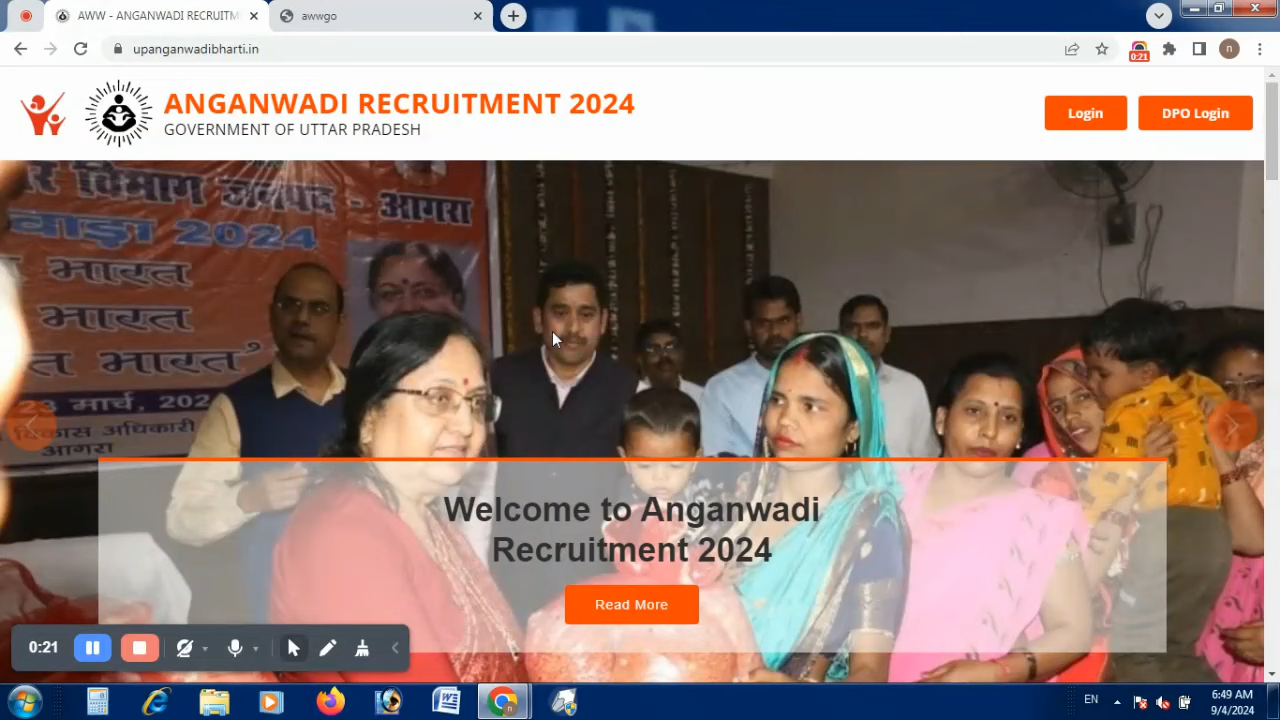 AWW - ANGANWADI RECRUITM
awwgo
upanganwadibharti.in
0:21
n
ANGANWADI RECRUITMENT 2024
GOVERNMENT OF UTTAR PRADESH
Login
DPO Login
विभाग जनपद - आगरा
2024
भारत
भारत
भारत'
मार्च, 202
विकास अधिकारी
आगरा
Welcome to Anganwadi
Recruitment 2024
Read More
0:21
EN
6:49 AM
9/4/2024
n